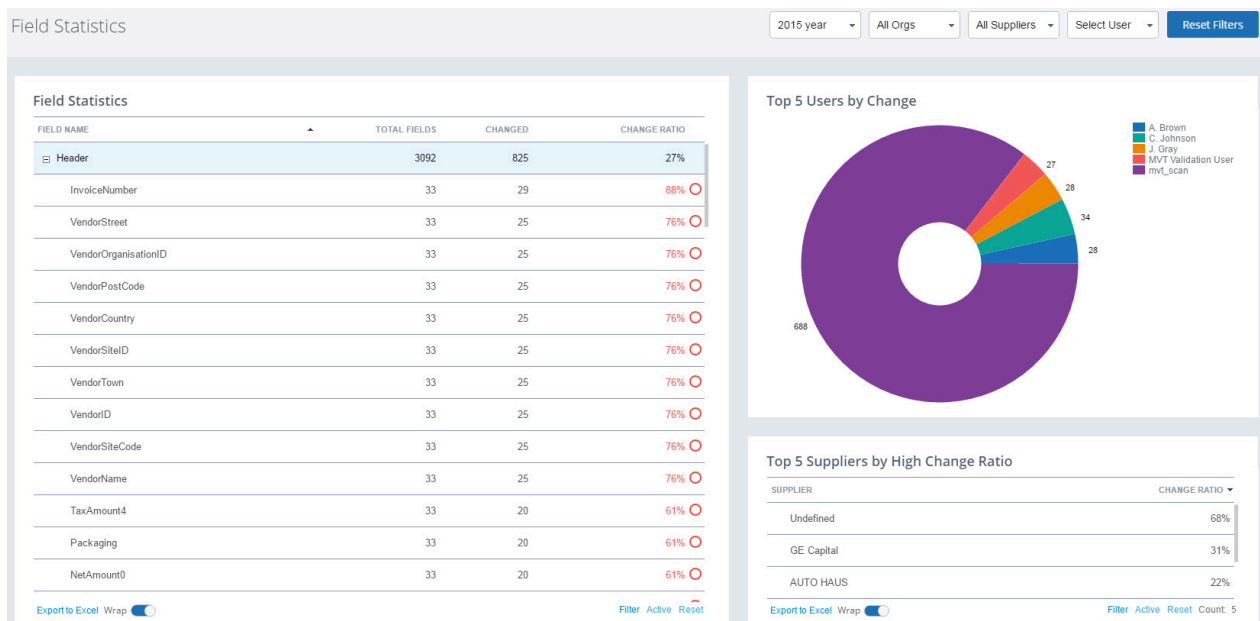 Field Statistics
2015 year All Orgs All Suppliers Select User Reset Filters
Field Statistics
FIELD NAME TOTAL FIELDS CHANGED CHANGE RATIO
Header 3092 825 27%
InvoiceNumber 33 29 88%
VendorStreet 33 25 76%
VendorOrganisationID 33 25 76%
VendorPostCode 33 25 76%
VendorCountry 33 25 76%
VendorSiteID 33 25 76%
VendorTown 33 25 76%
VendorID 33 25 76%
VendorSiteCode 33 25 76%
VendorName 33 25 76%
TaxAmount4 33 20 61%
Packaging 33 20 61%
NetAmount0 33 20 61%
Export to Excel Wrap Filter Active Reset
Top 5 Users by Change
A. Brown
C. Johnson
J. Gray
MVT Validation User
mvt_scan
27
28
34
28
688
Top 5 Suppliers by High Change Ratio
SUPPLIER CHANGE RATIO
Undefined 68%
GE Capital 31%
AUTO HAUS 22%
Export to Excel Wrap Filter Active Reset Count: 5